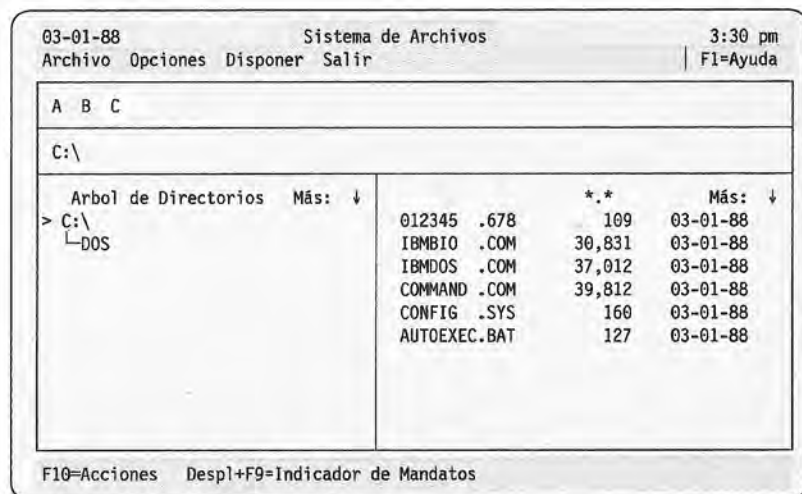 03-01-88 Sistema de Archivos 3:30 pm
Archivo Opciones Disponer Salir | F1=Ayuda
A B C
C:\
Arbol de Directorios Más: ↓
> C:\
└─DOS
*.* Más: ↓
012345 .678 109 03-01-88
IBMBIO .COM 30,831 03-01-88
IBMDOS .COM 37,012 03-01-88
COMMAND .COM 39,812 03-01-88
CONFIG .SYS 160 03-01-88
AUTOEXEC.BAT 127 03-01-88
F10=Acciones Despl+F9=Indicador de Mandatos